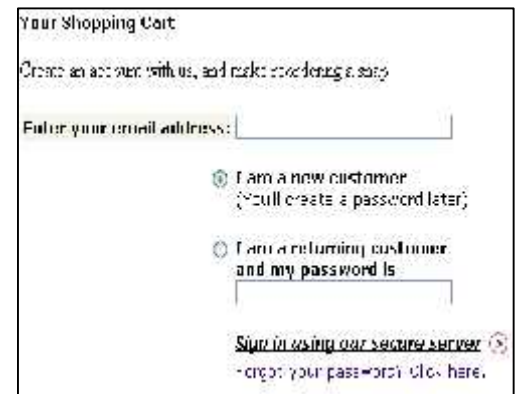 Your Shopping Cart
Create an account with us, and make reordering a snap
Enter your email address:
I am a new customer
(You'll create a password later)
I am a returning customer
and my password is
Sign in using our secure server
Forgot your password? Click here.